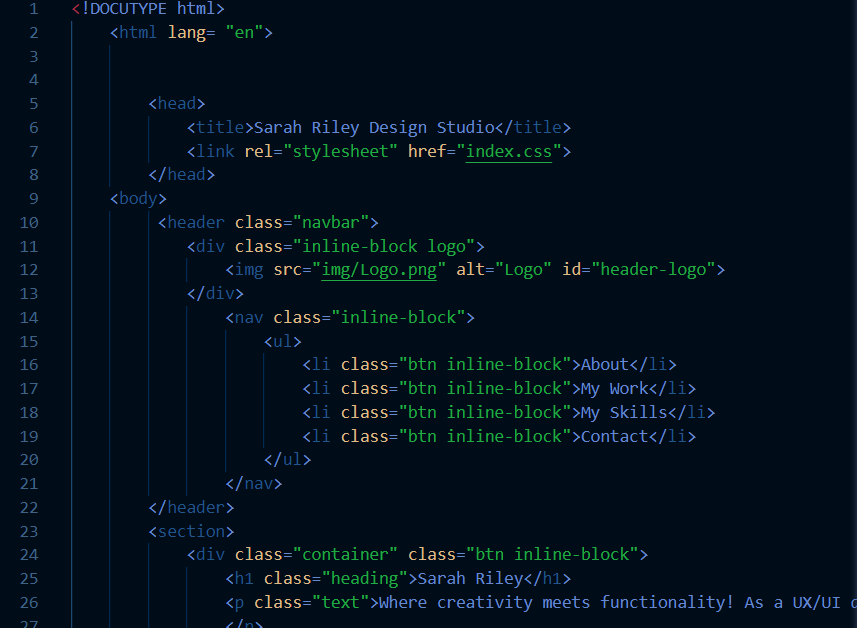 1 <!DOCUTYPE html>
2 <html lang= "en">
3
4
5 <head>
6 <title>Sarah Riley Design Studio</title>
7 <link rel="stylesheet" href="index.css">
8 </head>
9 <body>
10 <header class="navbar">
11 <div class="inline-block logo">
12 <img src="img/Logo.png" alt="Logo" id="header-logo">
13 </div>
14 <nav class="inline-block">
15 <ul>
16 <li class="btn inline-block">About</li>
17 <li class="btn inline-block">My Work</li>
18 <li class="btn inline-block">My Skills</li>
19 <li class="btn inline-block">Contact</li>
20 </ul>
21 </nav>
22 </header>
23 <section>
24 <div class="container" class="btn inline-block">
25 <h1 class="heading">Sarah Riley</h1>
26 <p class="text">Where creativity meets functionality! As a UX/UI
27 </p>